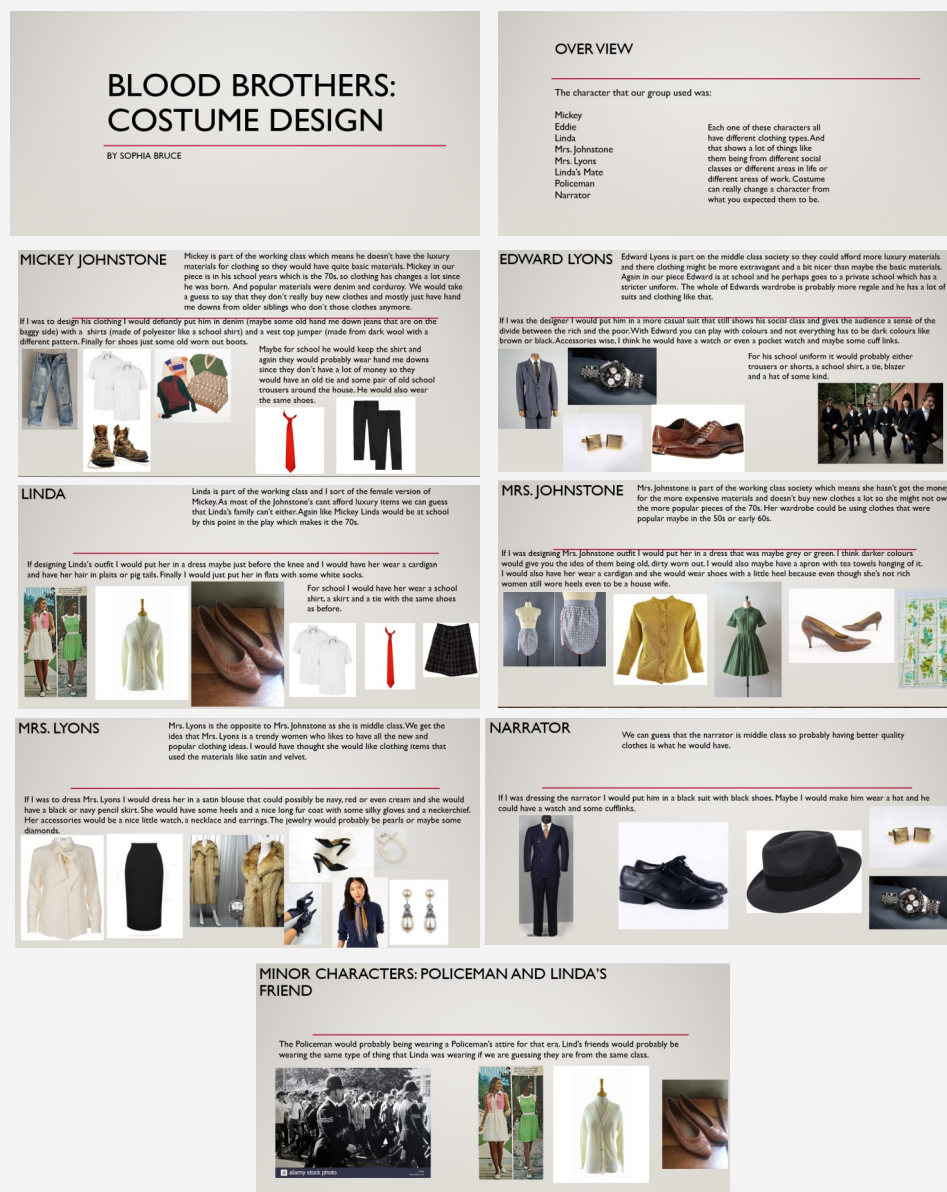 BLOOD BROTHERS:
COSTUME DESIGN
BY SOPHIA BRUCE
OVER VIEW
The character that our group used was:
Mickey
Eddie
Linda
Mrs. Johnstone
Mrs. Lyons
Linda's Mate
Policeman
Narrator
Each one of these characters all
have different clothing types. And
that shows a lot of things like
them being from different social
classes or different areas in life or
different areas of work. Costume
can really change a character from
what you expected them to be.
MICKEY JOHNSTONE
Mickey is part of the working class which means he doesn't have the luxury
materials for clothing so they would have quite basic materials. Mickey in our
piece is in his school years which is the 70s, so clothing has changes a lot since
he was born. And popular materials were denim and corduroy. We would take
a guess to say that they don't really buy new clothes and mostly just have hand
me downs from older siblings who don't those clothes anymore.
If I was to design his clothing I would defiantly put him in denim (maybe some old hand me down jeans that are on the
baggy side) with a shirts (made of polyester like a school shirt) and a vest top jumper (made from dark wool with a
different pattern. Finally for shoes just some old worn out boots.
Maybe for school he would keep the shirt and
again they would probably wear hand me downs
since they don't have a lot of money so they
would have an old tie and some pair of old school
trousers around the house. He would also wear
the same shoes.
EDWARD LYONS
Edward Lyons is part on the middle class society so they could afford more luxury materials
and there clothing might be more extravagant and a bit nicer than maybe the basic materials.
Again in our piece Edward is at school and he perhaps goes to a private school which has a
stricter uniform. The whole of Edwards wardrobe is probably more regale and he has a lot of
suits and clothing like that.
If I was the designer I would put him in a more casual suit that still shows his social class and gives the audience a sense of the
divide between the rich and the poor. With Edward you can play with colours and not everything has to be dark colours like
brown or black. Accessories wise, I think he would have a watch or even a pocket watch and maybe some cuff links.
For his school uniform it would probably either
trousers or shorts, a school shirt, a tie, blazer
and a hat of some kind.
LINDA
Linda is part of the working class and I sort of the female version of
Mickey. As most of the Johnstone's cant afford luxury items we can guess
that Linda's family can't either. Again like Mickey Linda would be at school
by this point in the play which makes it the 70s.
If designing Linda's outfit I would put her in a dress maybe just before the knee and I would have her wear a cardigan
and have her hair in plaits or pig tails. Finally I would just put her in flats with some white socks.
For school I would have her wear a school
shirt, a skirt and a tie with the same shoes
as before.
MRS. JOHNSTONE
Mrs. Johnstone is part of the working society which means she hasn't got the money
for the more expensive materials and doesn't buy new clothes a lot so she might not
the more popular pieces of the 70s. Her wardrobe could be using clothes that were
popular maybe in the 50s or early 60s.
If I was designing Mrs. Johnstone outfit I would put her in a dress that was maybe grey or green. I think darker colours
would give you the idea of them being old, dirty worn out. I would also maybe have a apron with tea towels hanging of it.
I would also have her wear a cardigan and she would wear shoes with a little heel because even though she's not rich
women still wore heels even to be a house wife.
MRS. LYONS
Mrs. Lyons is the opposite to Mrs. Johnstone as she is middle class. We get the
idea that Mrs. Lyons is a trendy women who likes to have all the new and
popular clothing ideas. I would have thought she would like clothing items that
used the materials like satin and velvet.
If I was to dress Mrs. Lyons I would dress her in a satin blouse that could possibly be navy, red or even cream and she would
have a black or navy pencil skirt. She would have some heels and a nice long fur coat with some silky gloves and a neckerchief.
Her accessories would be a nice little watch, a necklace and earrings. The jewelry would probably be pearls or maybe some
diamonds.
NARRATOR
We can guess that the narrator is middle class so probably having better quality
clothes is what he would have.
If I was dressing the narrator I would put him in a black suit with black shoes. Maybe I would make him wear a hat and he
could have a watch and some cufflinks.
MINOR CHARACTERS: POLICEMAN AND LINDA'S
FRIEND
The Policeman would probably being wearing a Policeman's attire for that era. Lind's friends would probably be
wearing the same type of thing that Linda was wearing if we are guessing they are from the same class.
alamy stock photo